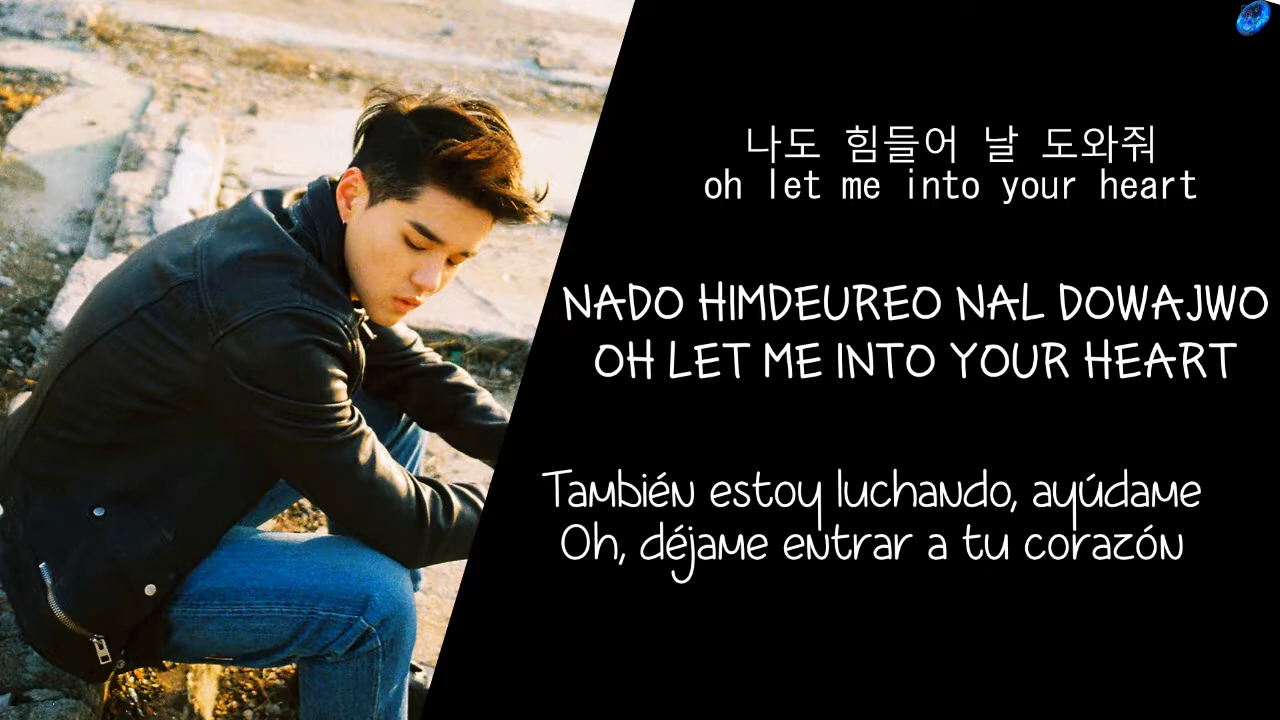 나도 힘들어 날 도와줘
oh let me into your heart
NADO HIMDEUREO NAL DOWAJWO
OH LET ME INTO YOUR HEART
También estoy luchando, ayúdame
Oh, déjame entrar a tu corazón